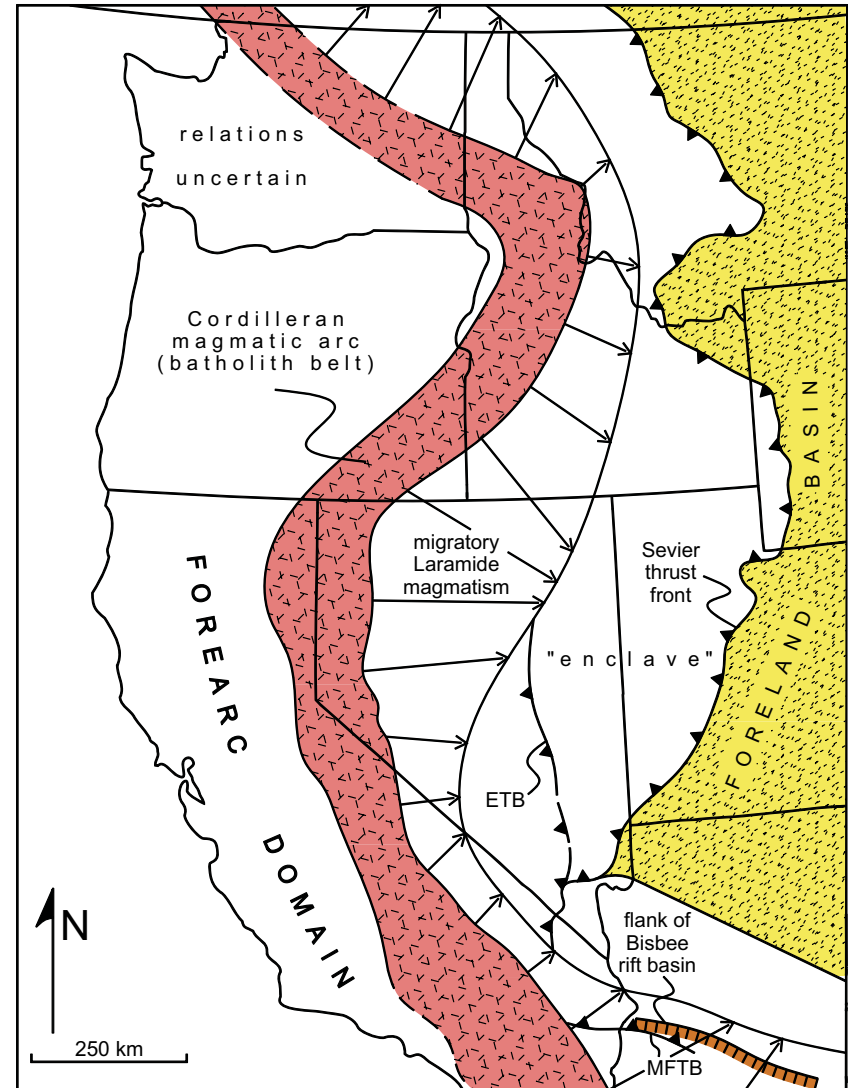 relations
uncertain
Cordilleran
magmatic arc
(batholith belt)
BASIN
migratory
Laramide
magmatism
Sevier
thrust
front
FOREARC
DOMAIN
"enclave"
FORELAND
ETB
flank of
Bisbee
rift basin
N
250 km
MFTB